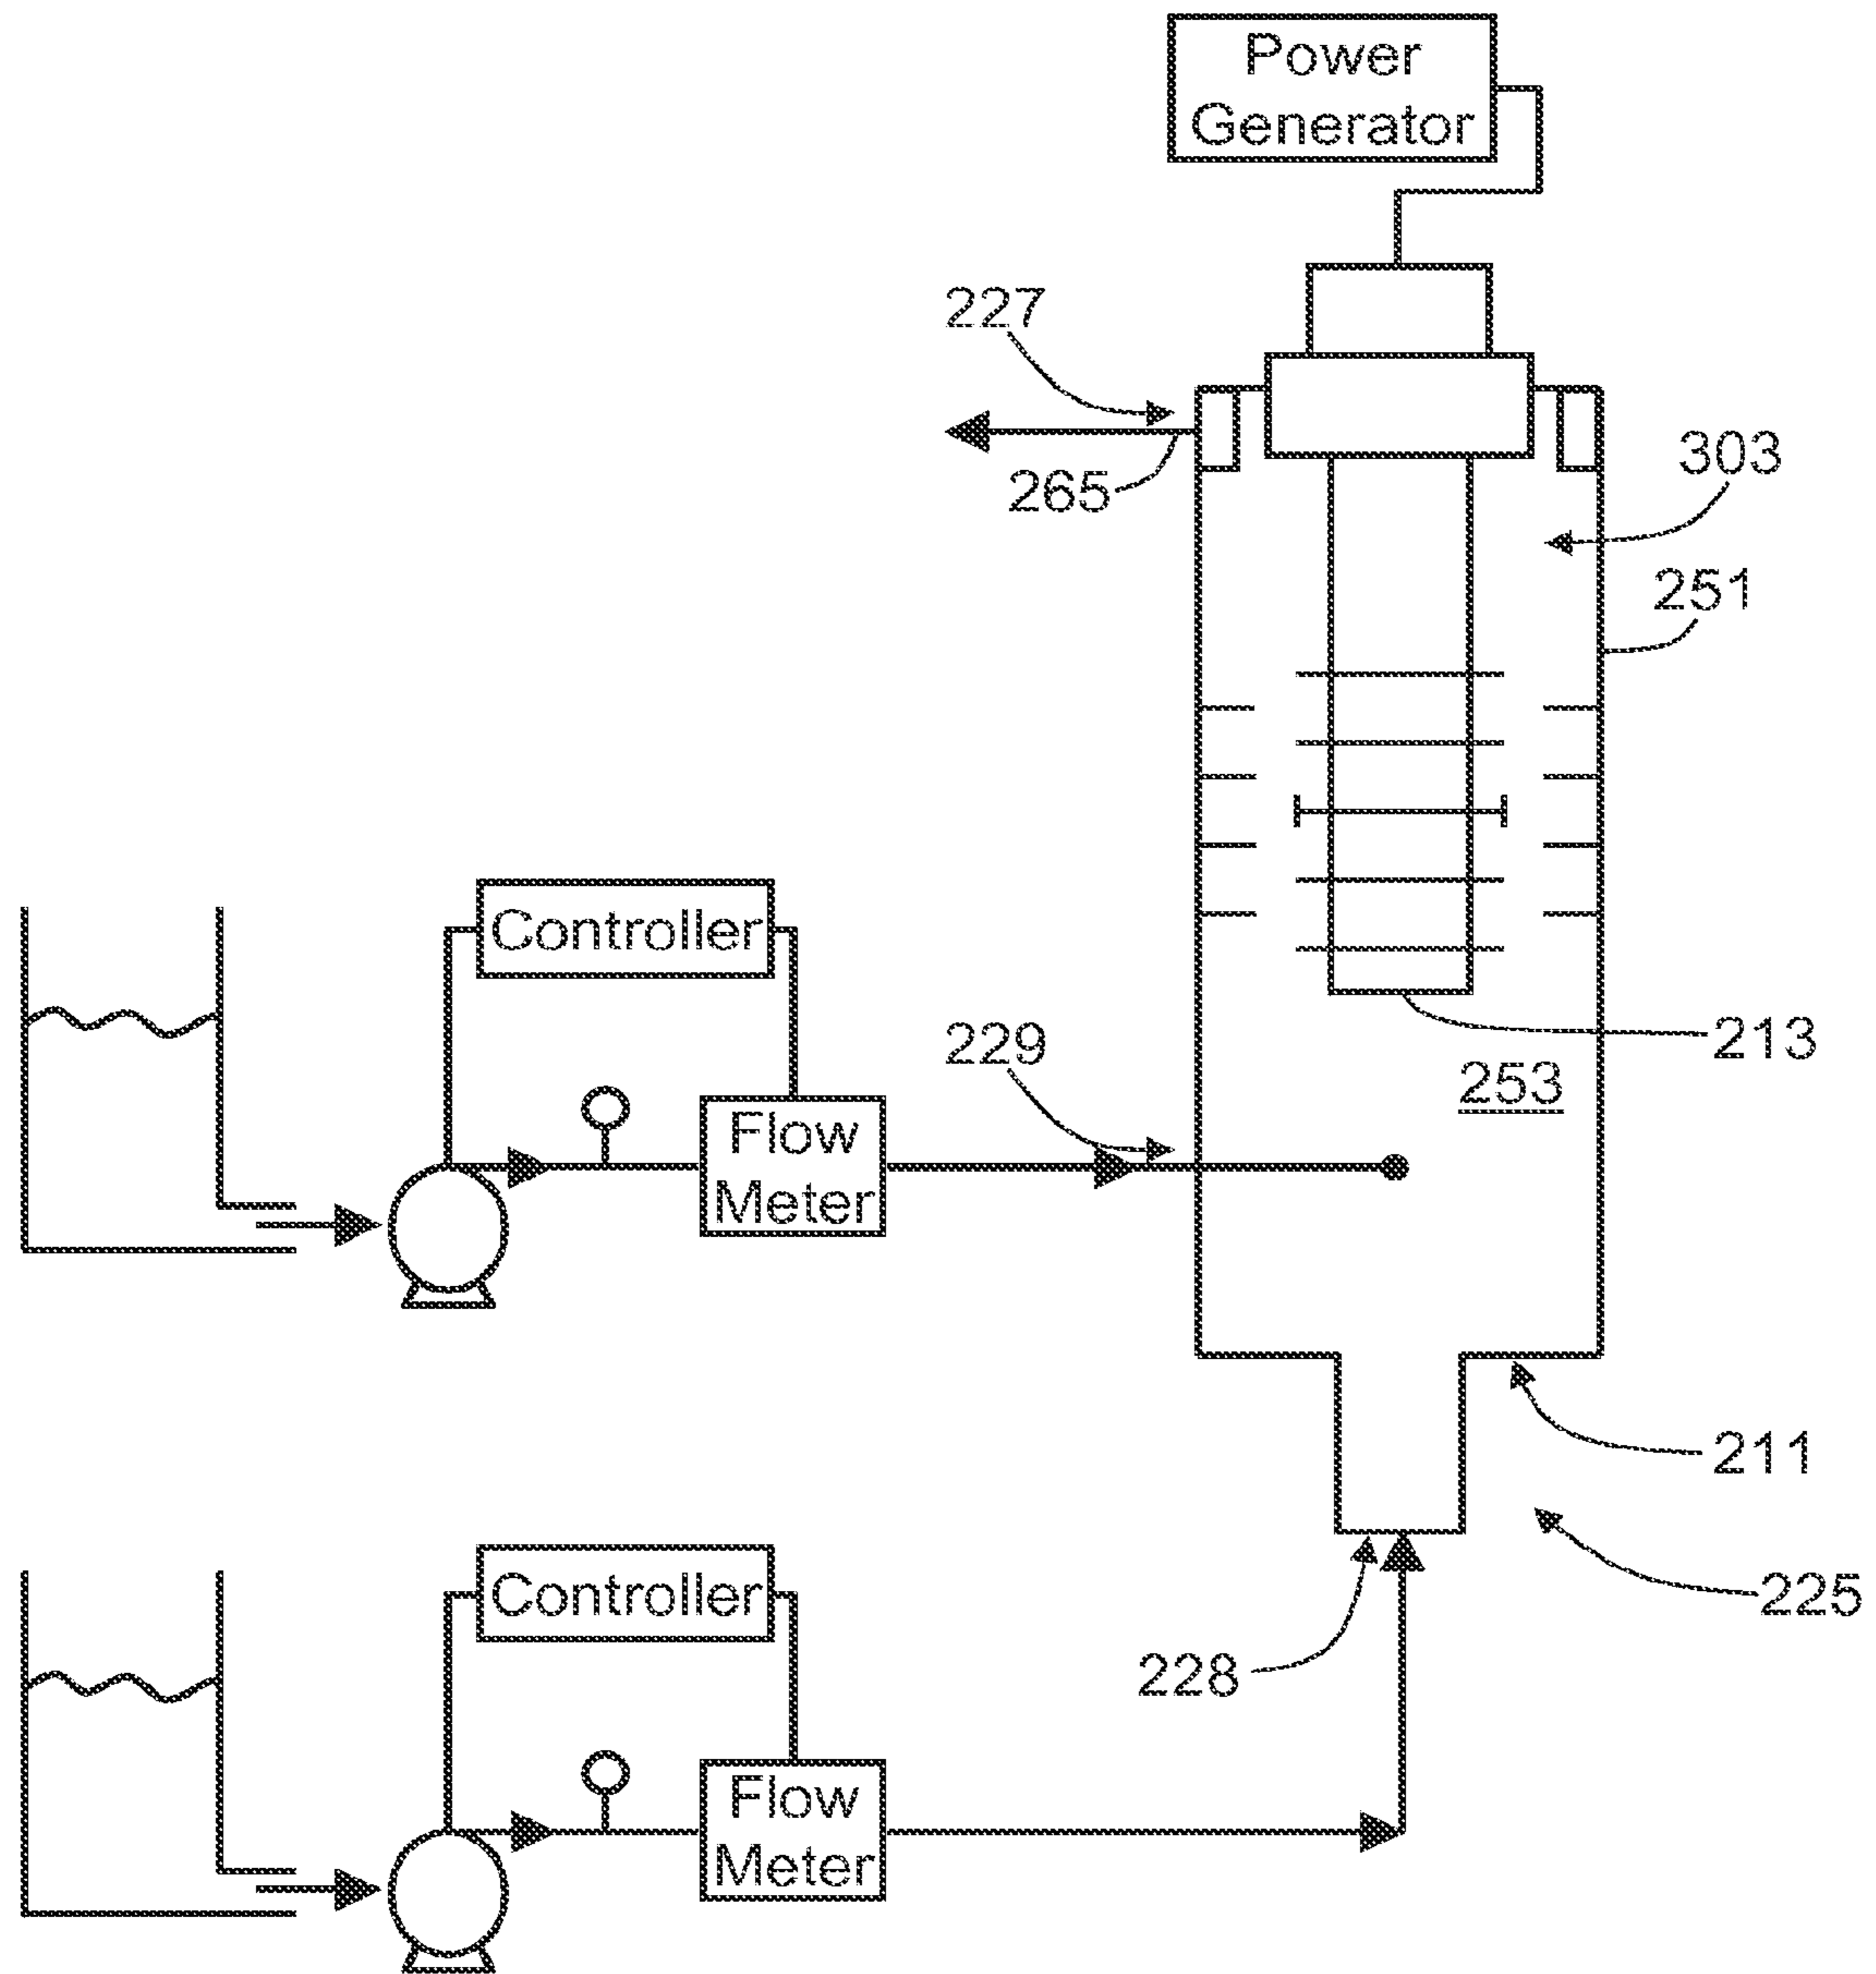 Power
Generator
227
265
303
251
Controller
229
Flow
Meter
213
253
211
Controller
225
228
Flow
Meter